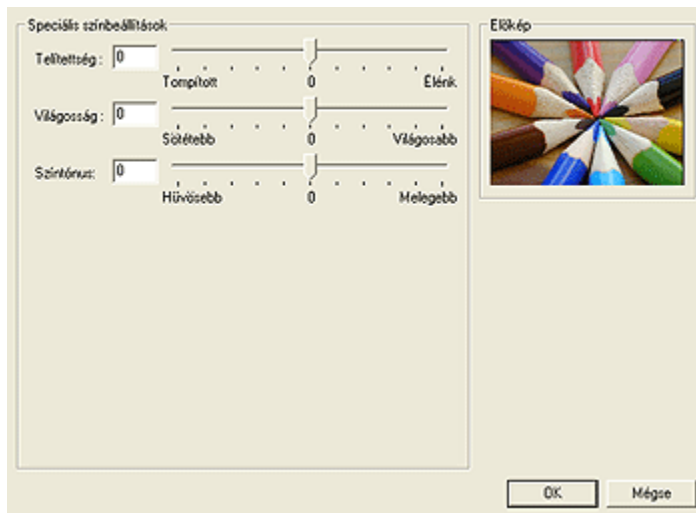 Speciális színbeállítások
Telítettség : 0
Tompított 0 Élénk
Világosság : 0
Sötétebb 0 Világosabb
Színtónus: 0
Hűvösebb 0 Melegebb
Előkép
OK Mégse